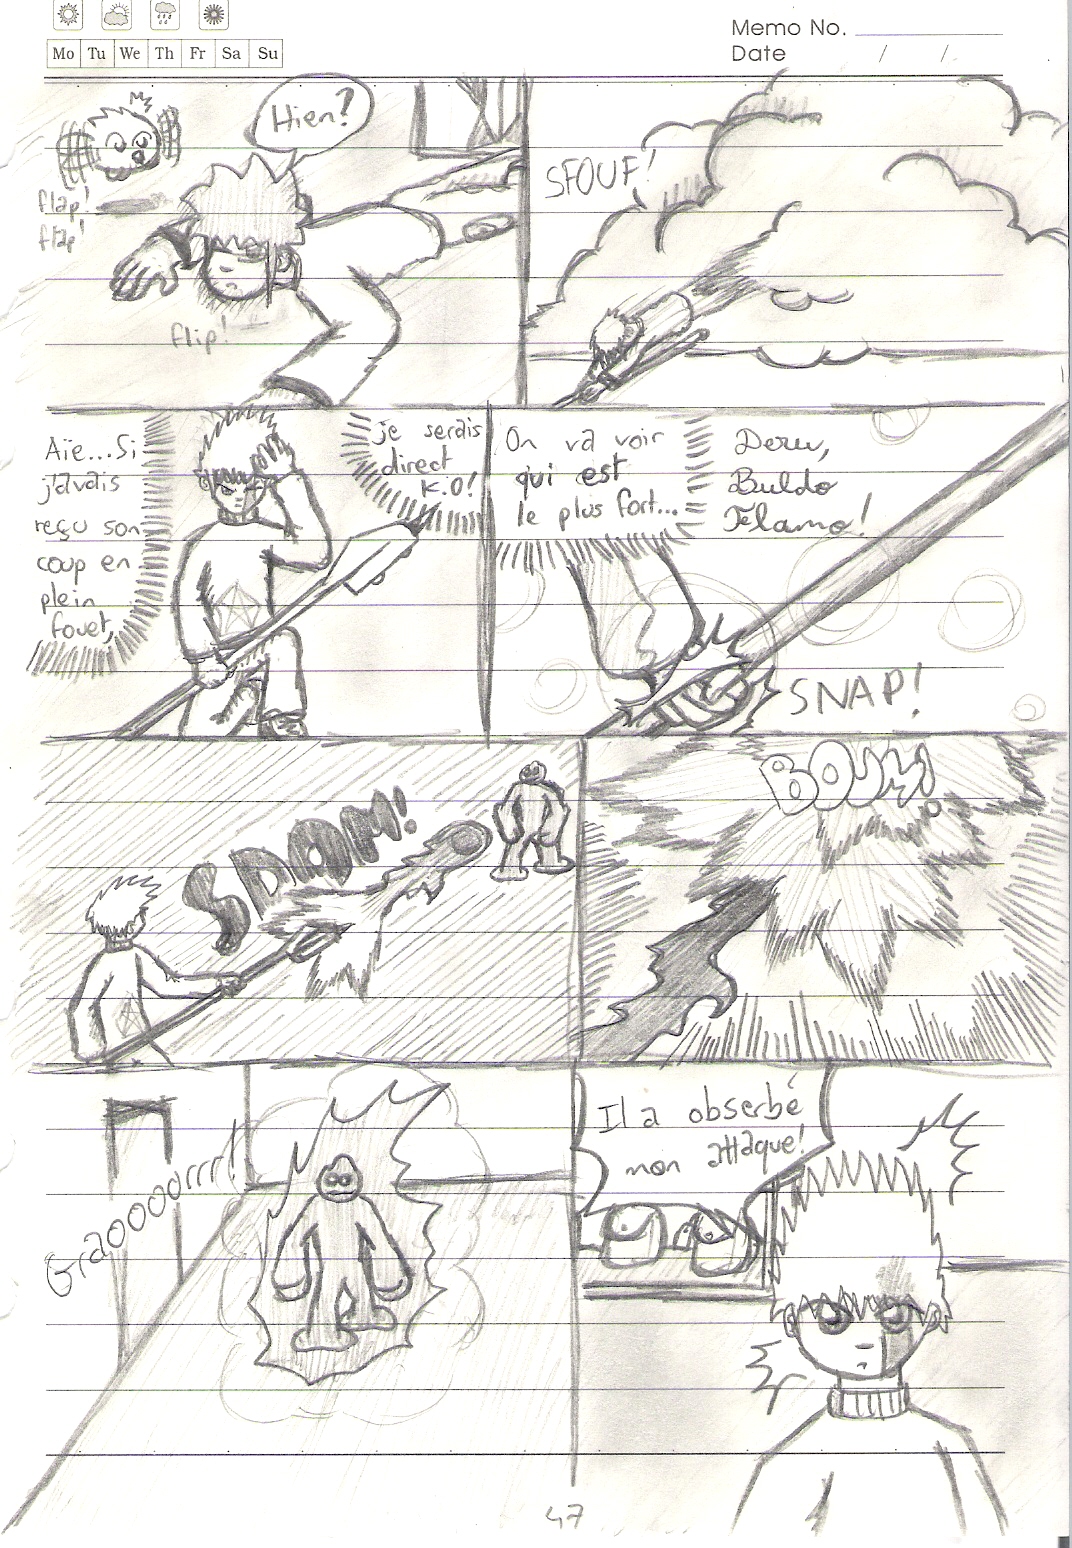 Memo No.
Mo Tu We Th Fr Sa Su
Date / /
Hien?
flap!
flap!
flip!
SFOUF!
Aïe...Si
j'avais
reçu son
coup en
plein
fouet,
je serais
direct
K.O!
On va voir
qui est
le plus fort...
Deru,
Buldo
Flamo!
SNAP!
SDAM!
BOUM!
Graoooorrr!
Il a obserbé
mon attaque!
47